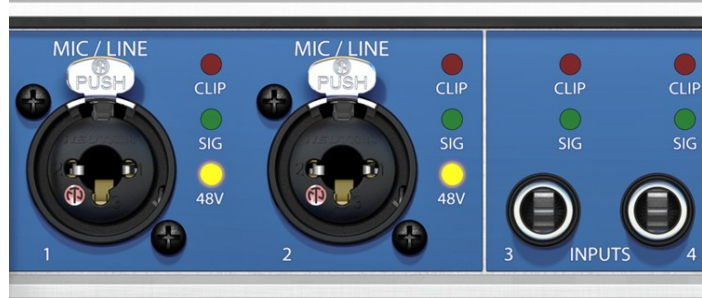 MIC / LINE
PUSH
CLIP
SIG
48V
1
MIC / LINE
PUSH
CLIP
SIG
48V
2
CLIP
SIG
3
INPUTS
CLIP
SIG
4